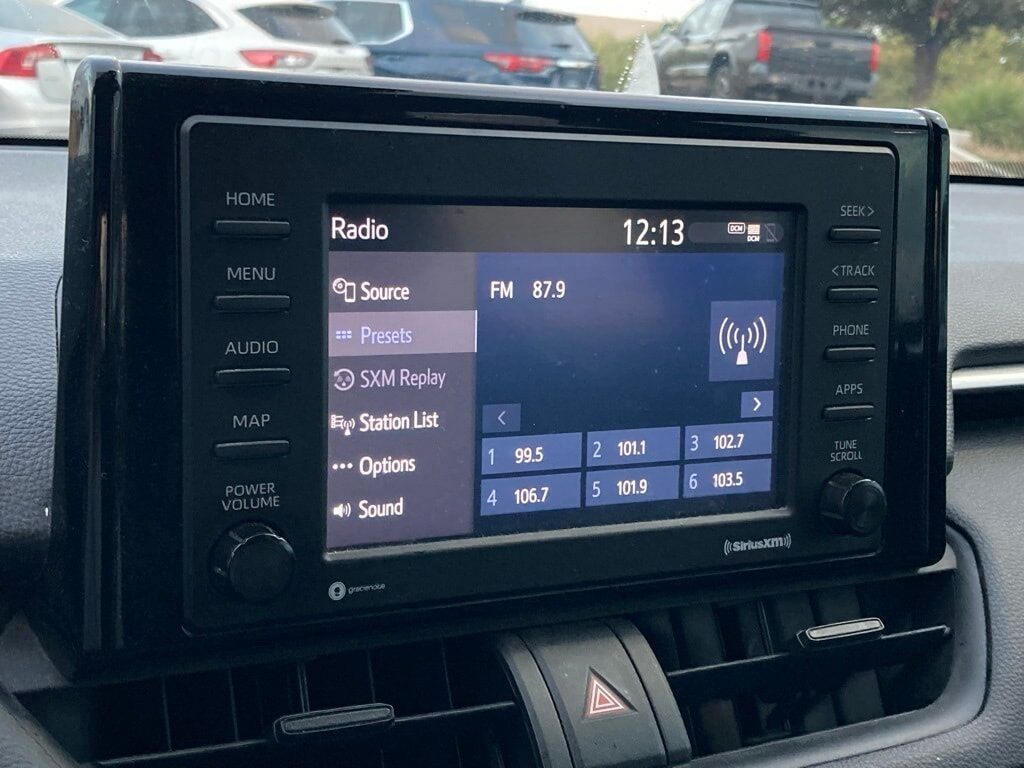 HOME
MENU
AUDIO
MAP
POWER
VOLUME
Radio
12:13
DCM
DCM
Source
Presets
SXM Replay
Station List
Options
Sound
FM 87.9
<
>
1 99.5
2 101.1
3 102.7
4 106.7
5 101.9
6 103.5
SEEK >
< TRACK
PHONE
APPS
TUNE
SCROLL
gracenote
((SiriusXM))